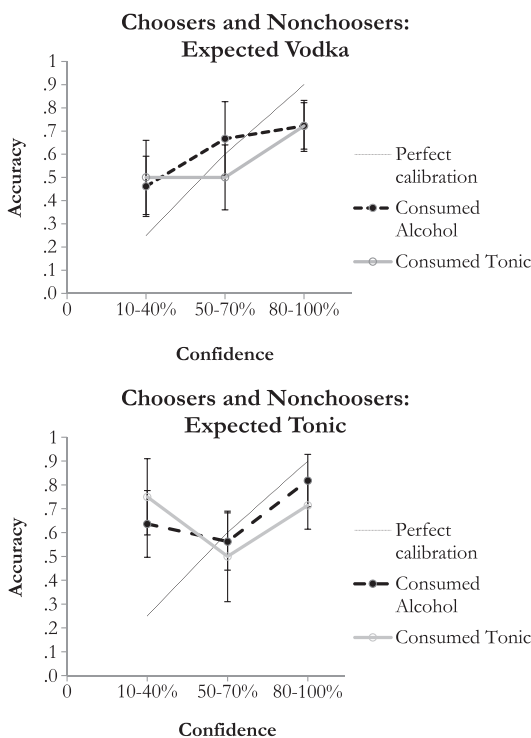 Choosers and Nonchoosers:
Expected Vodka
1
.9
.8
.7
.6
.5
.4
.3
.2
.1
.0
Accuracy
0
10-40%
50-70%
80-100%
Confidence
Perfect
calibration
Consumed
Alcohol
Consumed Tonic
Choosers and Nonchoosers:
Expected Tonic
1
.9
.8
.7
.6
.5
.4
.3
.2
.1
.0
Accuracy
0
10-40%
50-70%
80-100%
Confidence
Perfect
calibration
Consumed
Alcohol
Consumed Tonic